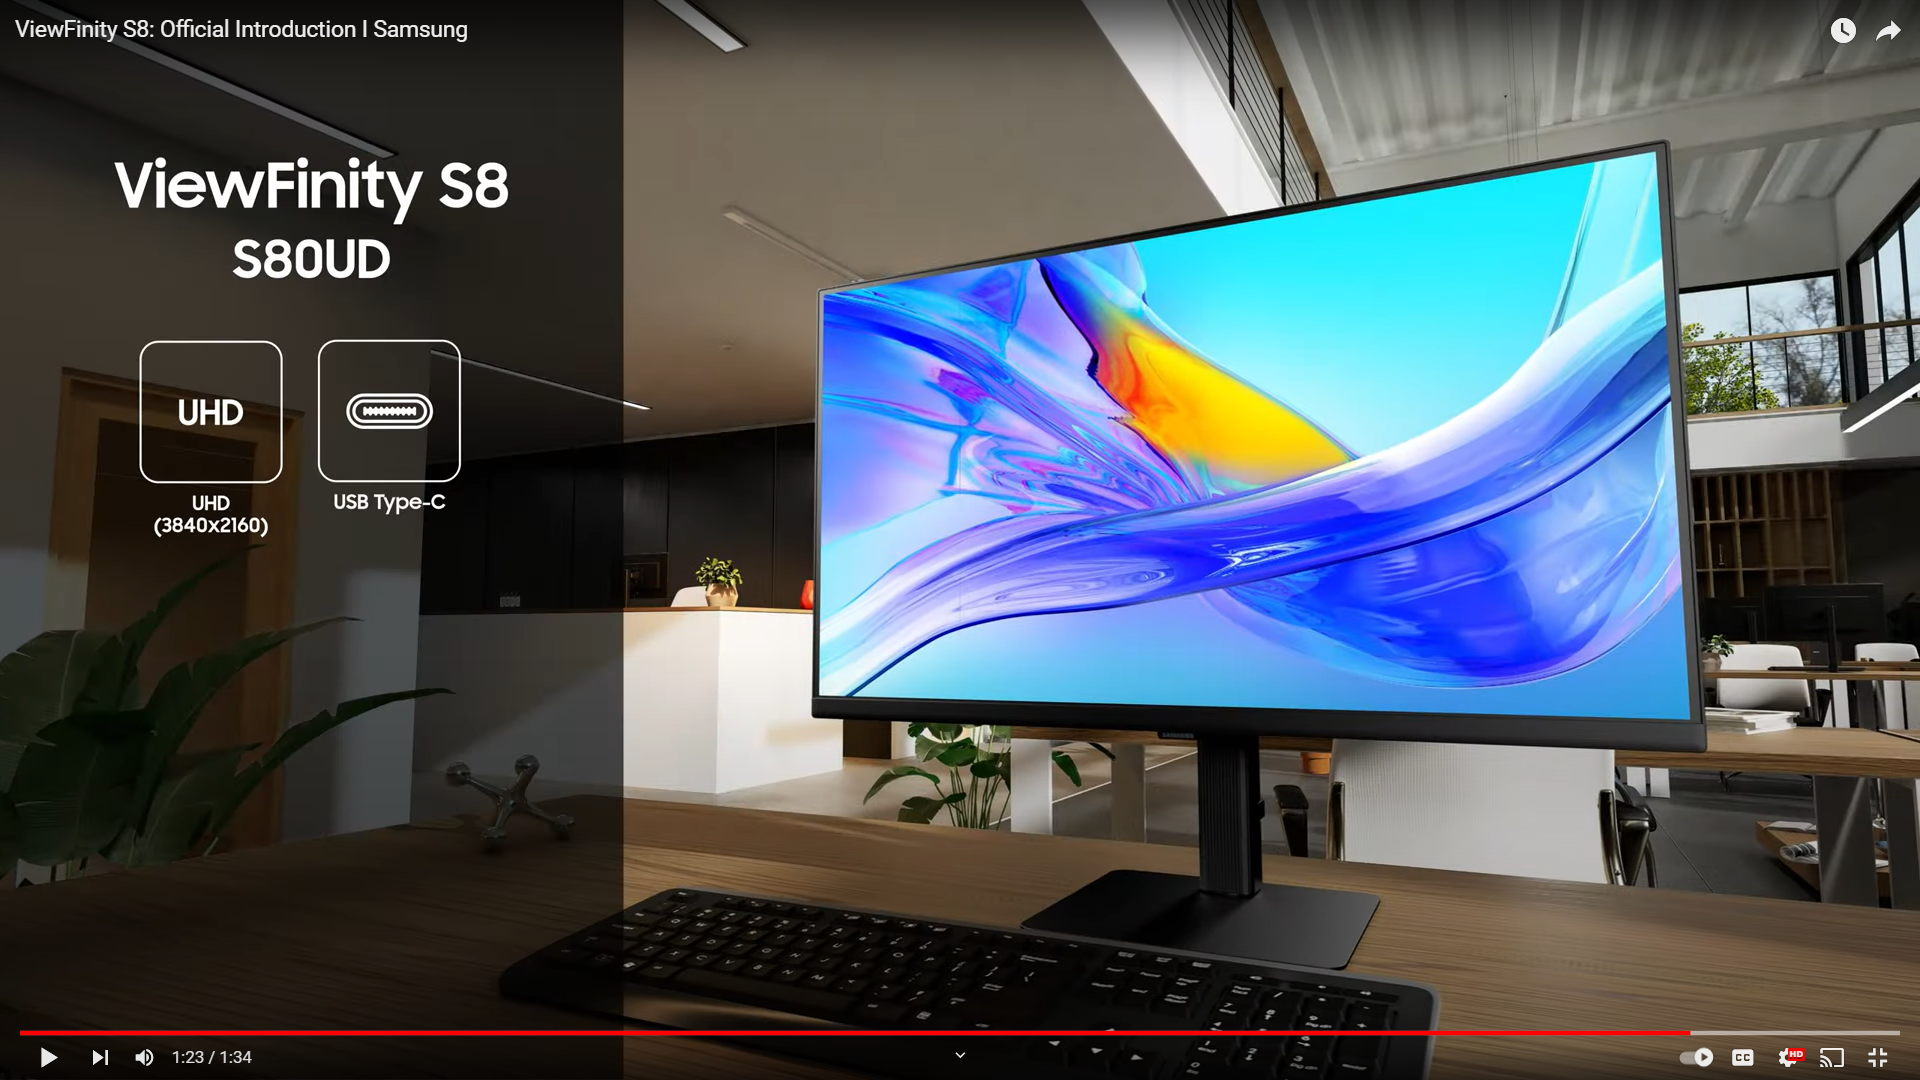 ViewFinity S8: Official Introduction I Samsung
ViewFinity S8
S80UD
UHD
UHD
(3840x2160)
USB Type-C
SAMSUNG
1:23 / 1:34
CC
HD